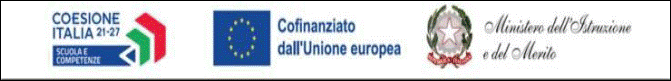 COESIONE
ITALIA 21-27
SCUOLA E
COMPETENZE
Cofinanziato
dall'Unione europea
Ministero dell'Istruzione
e del Merito